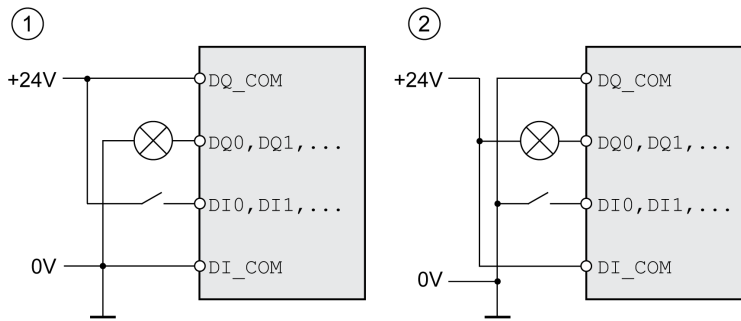 1
+24V
DQ_COM
DQ0,DQ1,...
DI0,DI1,...
0V
DI_COM
2
+24V
DQ_COM
DQ0,DQ1,...
DI0,DI1,...
DI_COM
0V